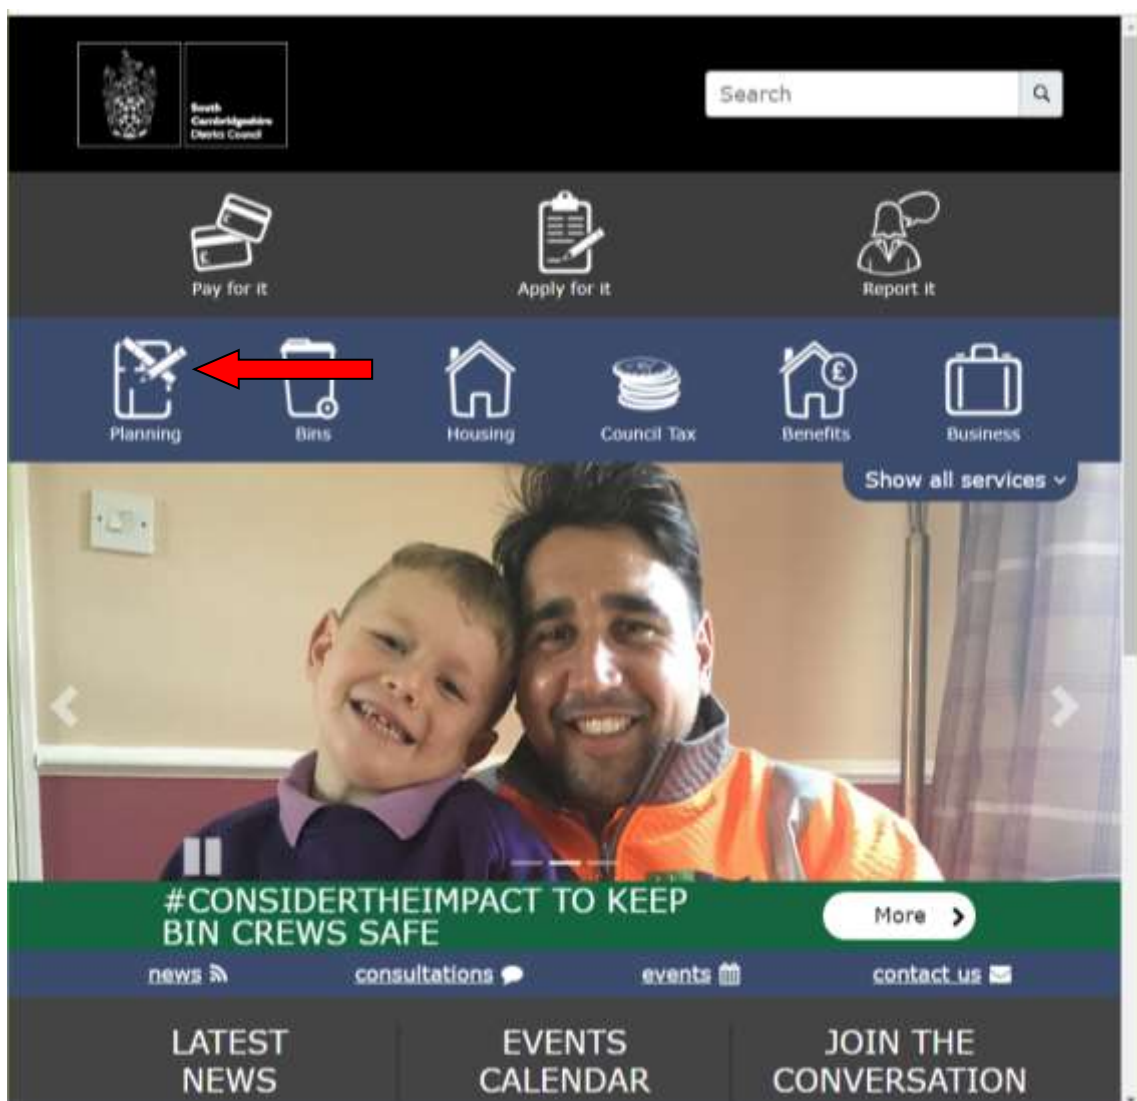 South
Cambridgeshire
District Council
Search
Pay for it
Apply for it
Report it
Planning
Bins
Housing
Council Tax
Benefits
Business
Show all services
#CONSIDERTHEIMPACT TO KEEP
BIN CREWS SAFE
More
news
consultations
events
contact us
LATEST
NEWS
EVENTS
CALENDAR
JOIN THE
CONVERSATION